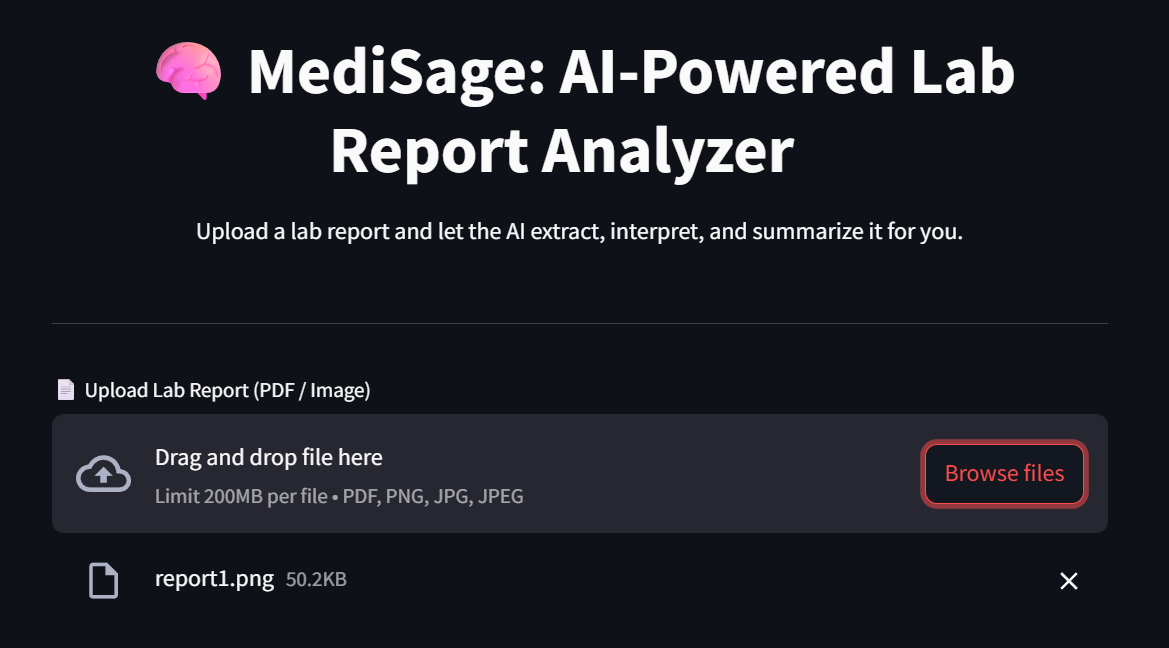 MediSage: AI-Powered Lab
Report Analyzer
Upload a lab report and let the AI extract, interpret, and summarize it for you.
Upload Lab Report (PDF / Image)
Drag and drop file here
Limit 200MB per file • PDF, PNG, JPG, JPEG
Browse files
report1.png 50.2KB